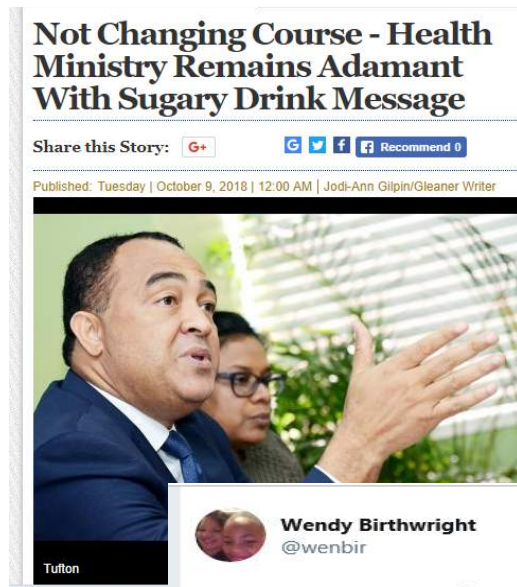 Not Changing Course - Health
Ministry Remains Adamant
With Sugary Drink Message
Share this Story: G+ G f f Recommend 0
Published: Tuesday | October 9, 2018 | 12:00 AM | Jodi-Ann Gilpin/Gleaner Writer
Tufton
Wendy Birthwright
@wenbir